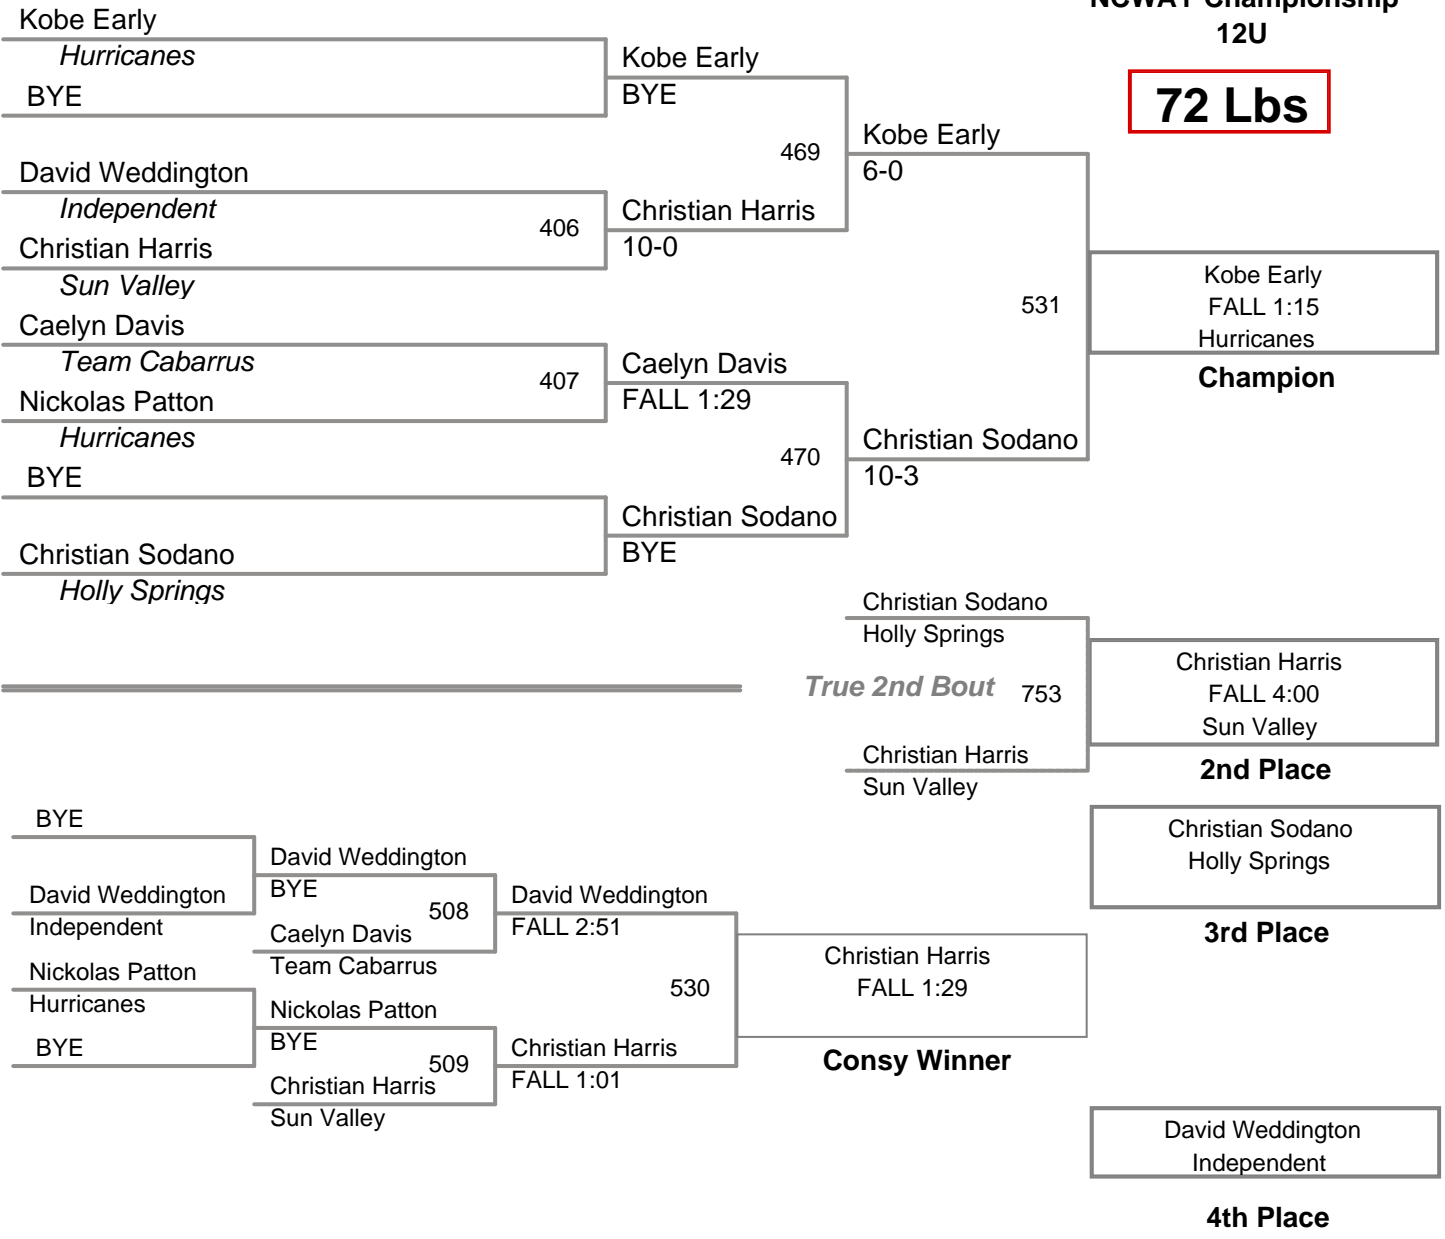 NCWAY Championship
12U
72 Lbs
Kobe Early
Hurricanes
BYE
David Weddington
Independent
Christian Harris
Sun Valley
Caelyn Davis
Team Cabarrus
Nickolas Patton
Hurricanes
BYE
Christian Sodano
Holly Springs
Kobe Early
BYE
406
Christian Harris
10-0
407
Caelyn Davis
FALL 1:29
Christian Sodano
BYE
469
Kobe Early
6-0
470
Christian Sodano
10-3
531
Kobe Early
FALL 1:15
Hurricanes
Champion
Christian Sodano
Holly Springs
True 2nd Bout
753
Christian Harris
Sun Valley
Christian Harris
FALL 4:00
Sun Valley
2nd Place
Christian Sodano
Holly Springs
3rd Place
BYE
David Weddington
Independent
Nickolas Patton
Hurricanes
BYE
David Weddington
BYE
508
Caelyn Davis
Team Cabarrus
Nickolas Patton
BYE
509
Christian Harris
Sun Valley
David Weddington
FALL 2:51
530
Christian Harris
FALL 1:01
Christian Harris
FALL 1:29
Consy Winner
David Weddington
Independent
4th Place